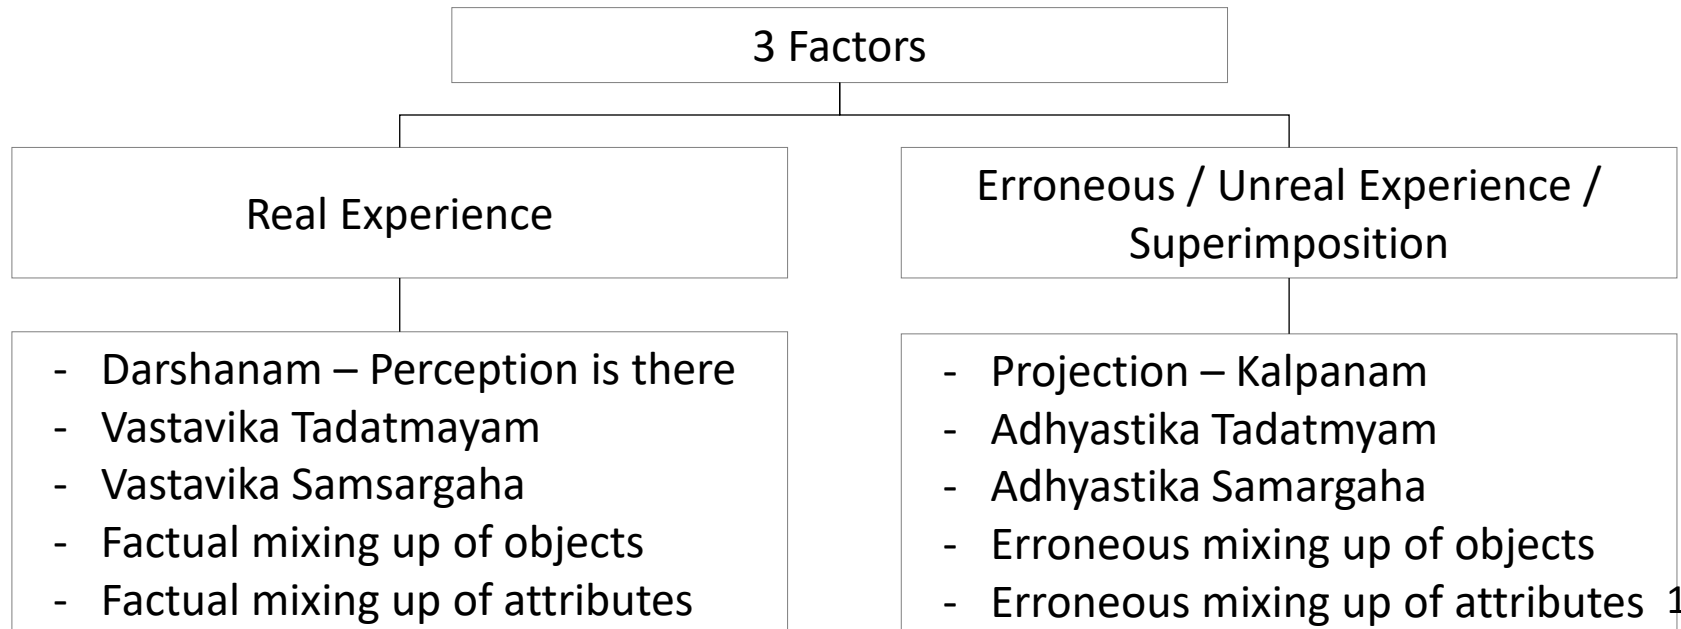 3 Factors
Real Experience
Erroneous / Unreal Experience /
Superimposition
- Darshanam – Perception is there
- Vastavika Tadatmayam
- Vastavika Samsargaha
- Factual mixing up of objects
- Factual mixing up of attributes
- Projection – Kalpanam
- Adhyastika Tadatmyam
- Adhyastika Samargaha
- Erroneous mixing up of objects
- Erroneous mixing up of attributes
1